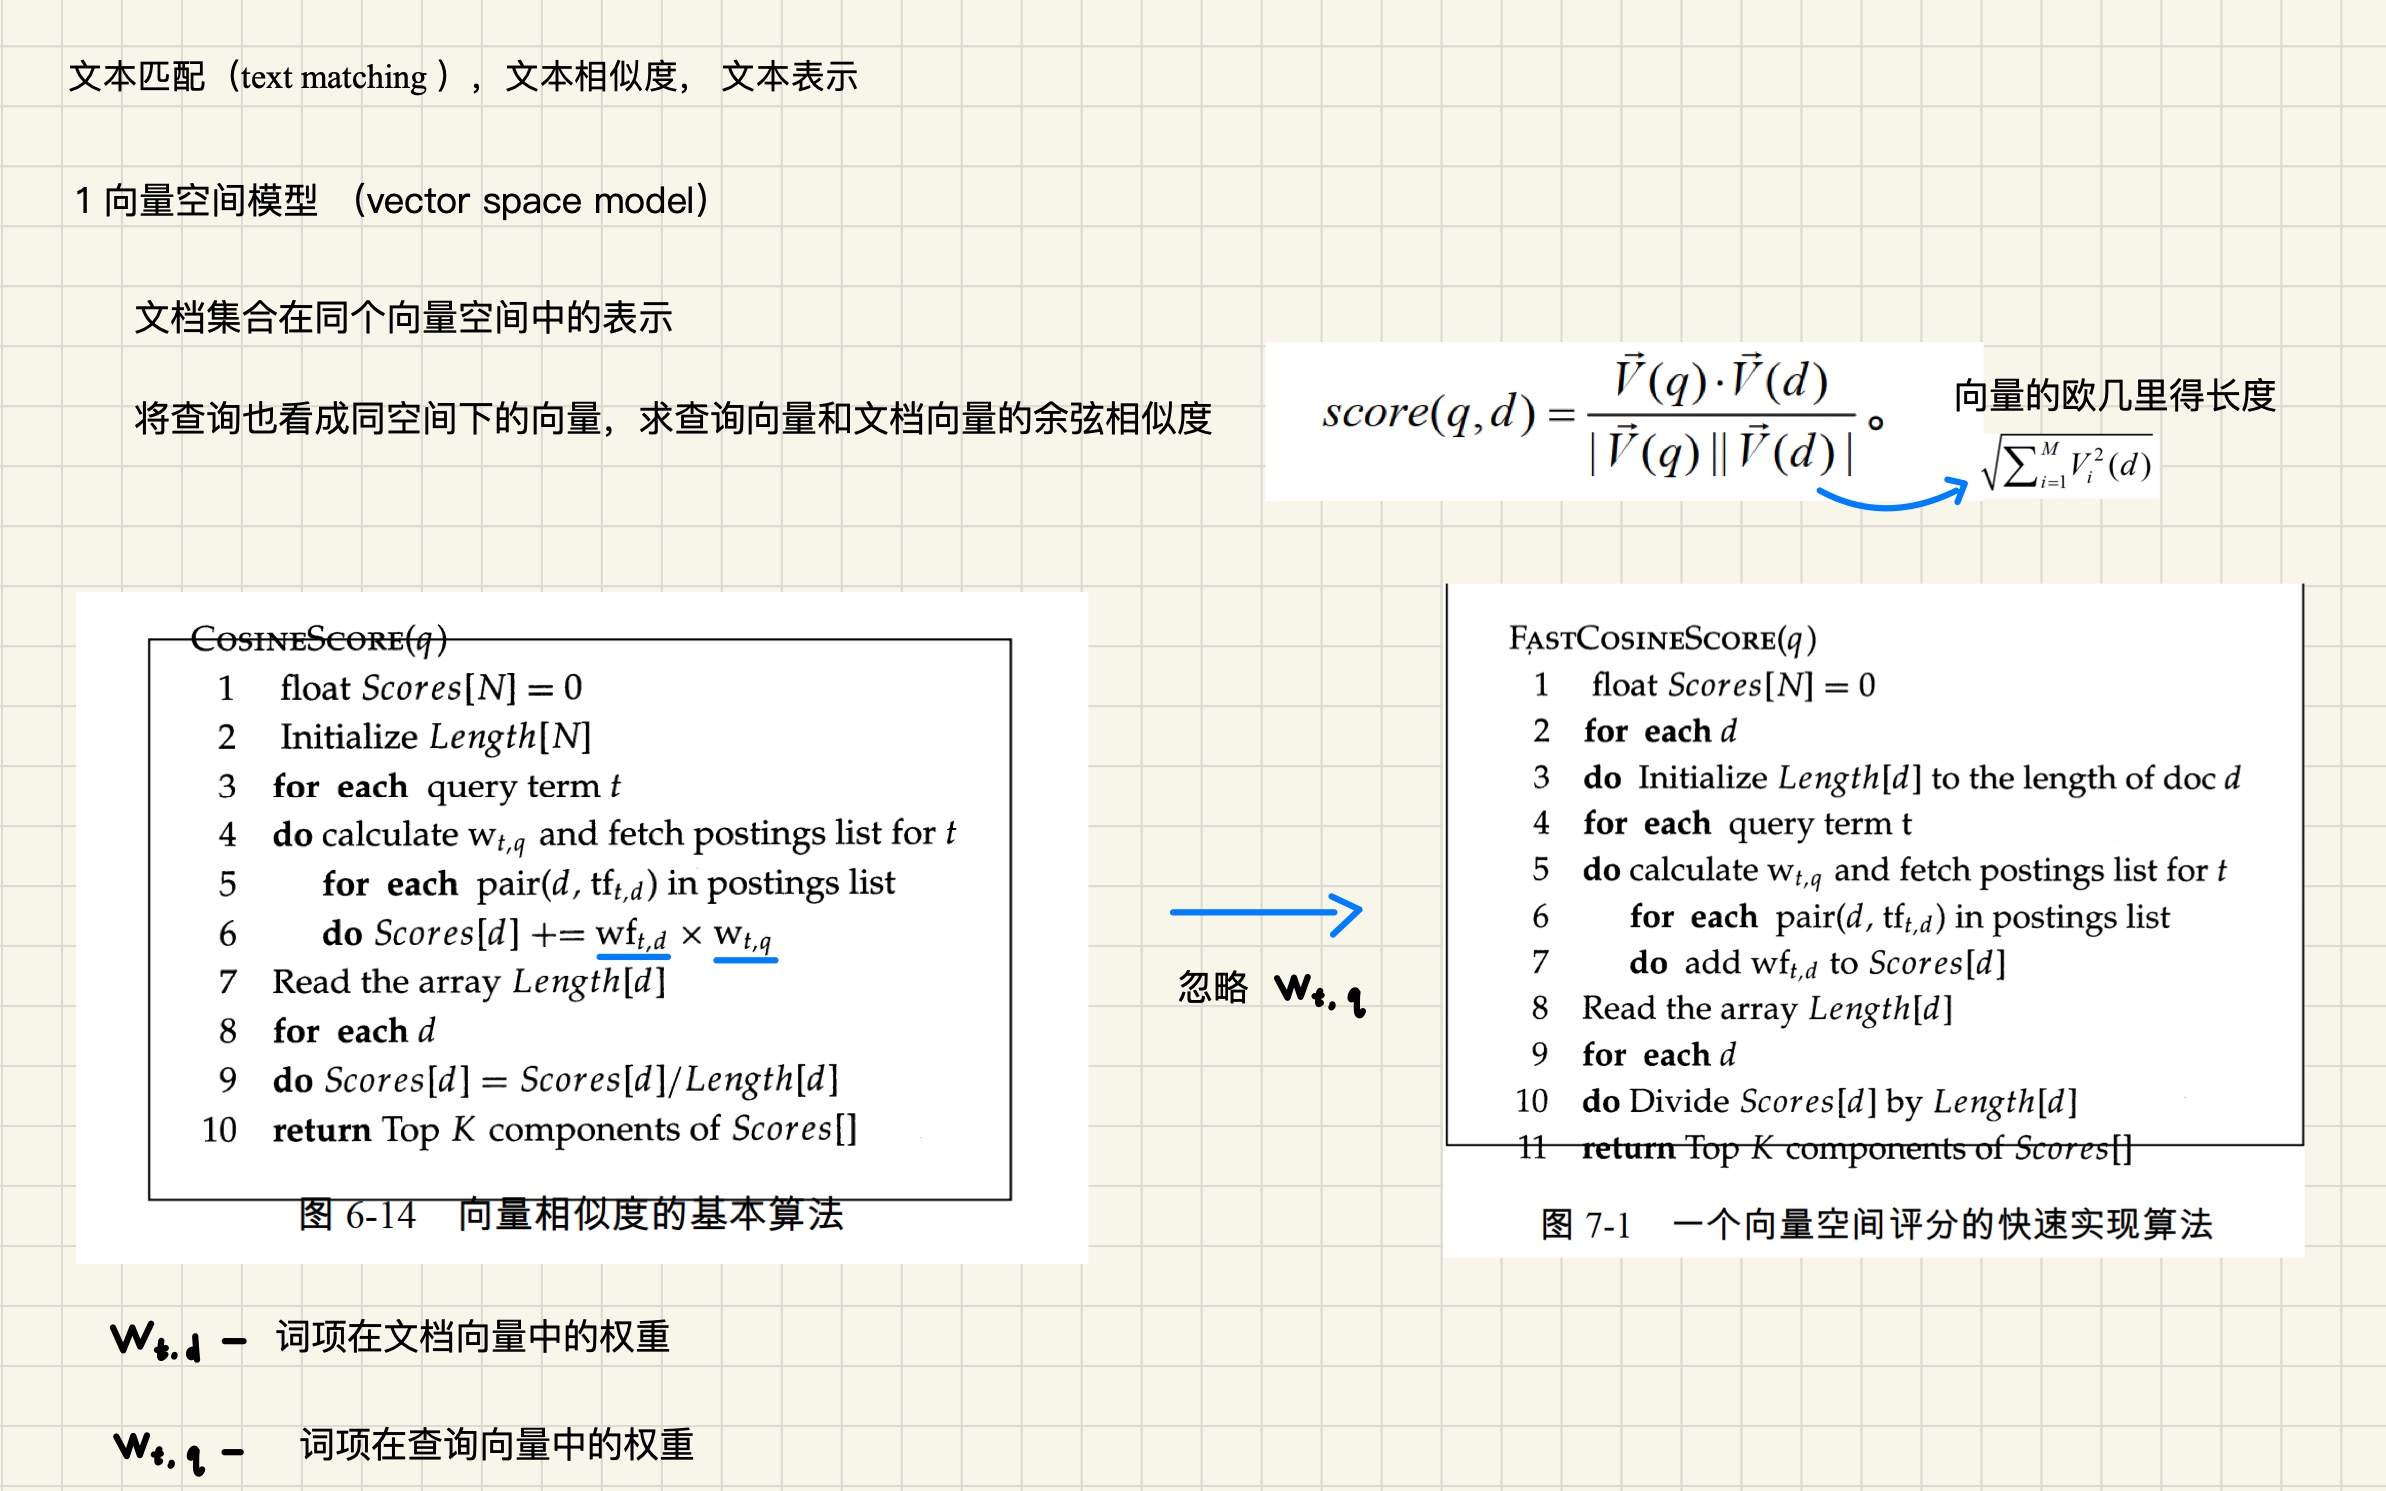 文本匹配（text matching ），文本相似度， 文本表示
1 向量空间模型 （vector space model）
文档集合在同个向量空间中的表示
将查询也看成同空间下的向量，求查询向量和文档向量的余弦相似度
score(q,d) = V⃗(q)·V⃗(d) / |V⃗(q)||V⃗(d)| 。
向量的欧几里得长度
√∑_{i=1}^{M} V_i^2(d)
COSINESCORE(q)
1 float Scores[N] = 0
2 Initialize Length[N]
3 for each query term t
4 do calculate w_{t,q} and fetch postings list for t
5 for each pair(d, tf_{t,d}) in postings list
6 do Scores[d] += wf_{t,d} × w_{t,q}
7 Read the array Length[d]
8 for each d
9 do Scores[d] = Scores[d]/Length[d]
10 return Top K components of Scores[]
图 6-14 向量相似度的基本算法
忽略 w_{t,q}
FASTCOSINESCORE(q)
1 float Scores[N] = 0
2 for each d
3 do Initialize Length[d] to the length of doc d
4 for each query term t
5 do calculate w_{t,q} and fetch postings list for t
6 for each pair(d, tf_{t,d}) in postings list
7 do add wf_{t,d} to Scores[d]
8 Read the array Length[d]
9 for each d
10 do Divide Scores[d] by Length[d]
11 return Top K components of Scores[]
图 7-1 一个向量空间评分的快速实现算法
w_{t,d} — 词项在文档向量中的权重
w_{t,q} — 词项在查询向量中的权重